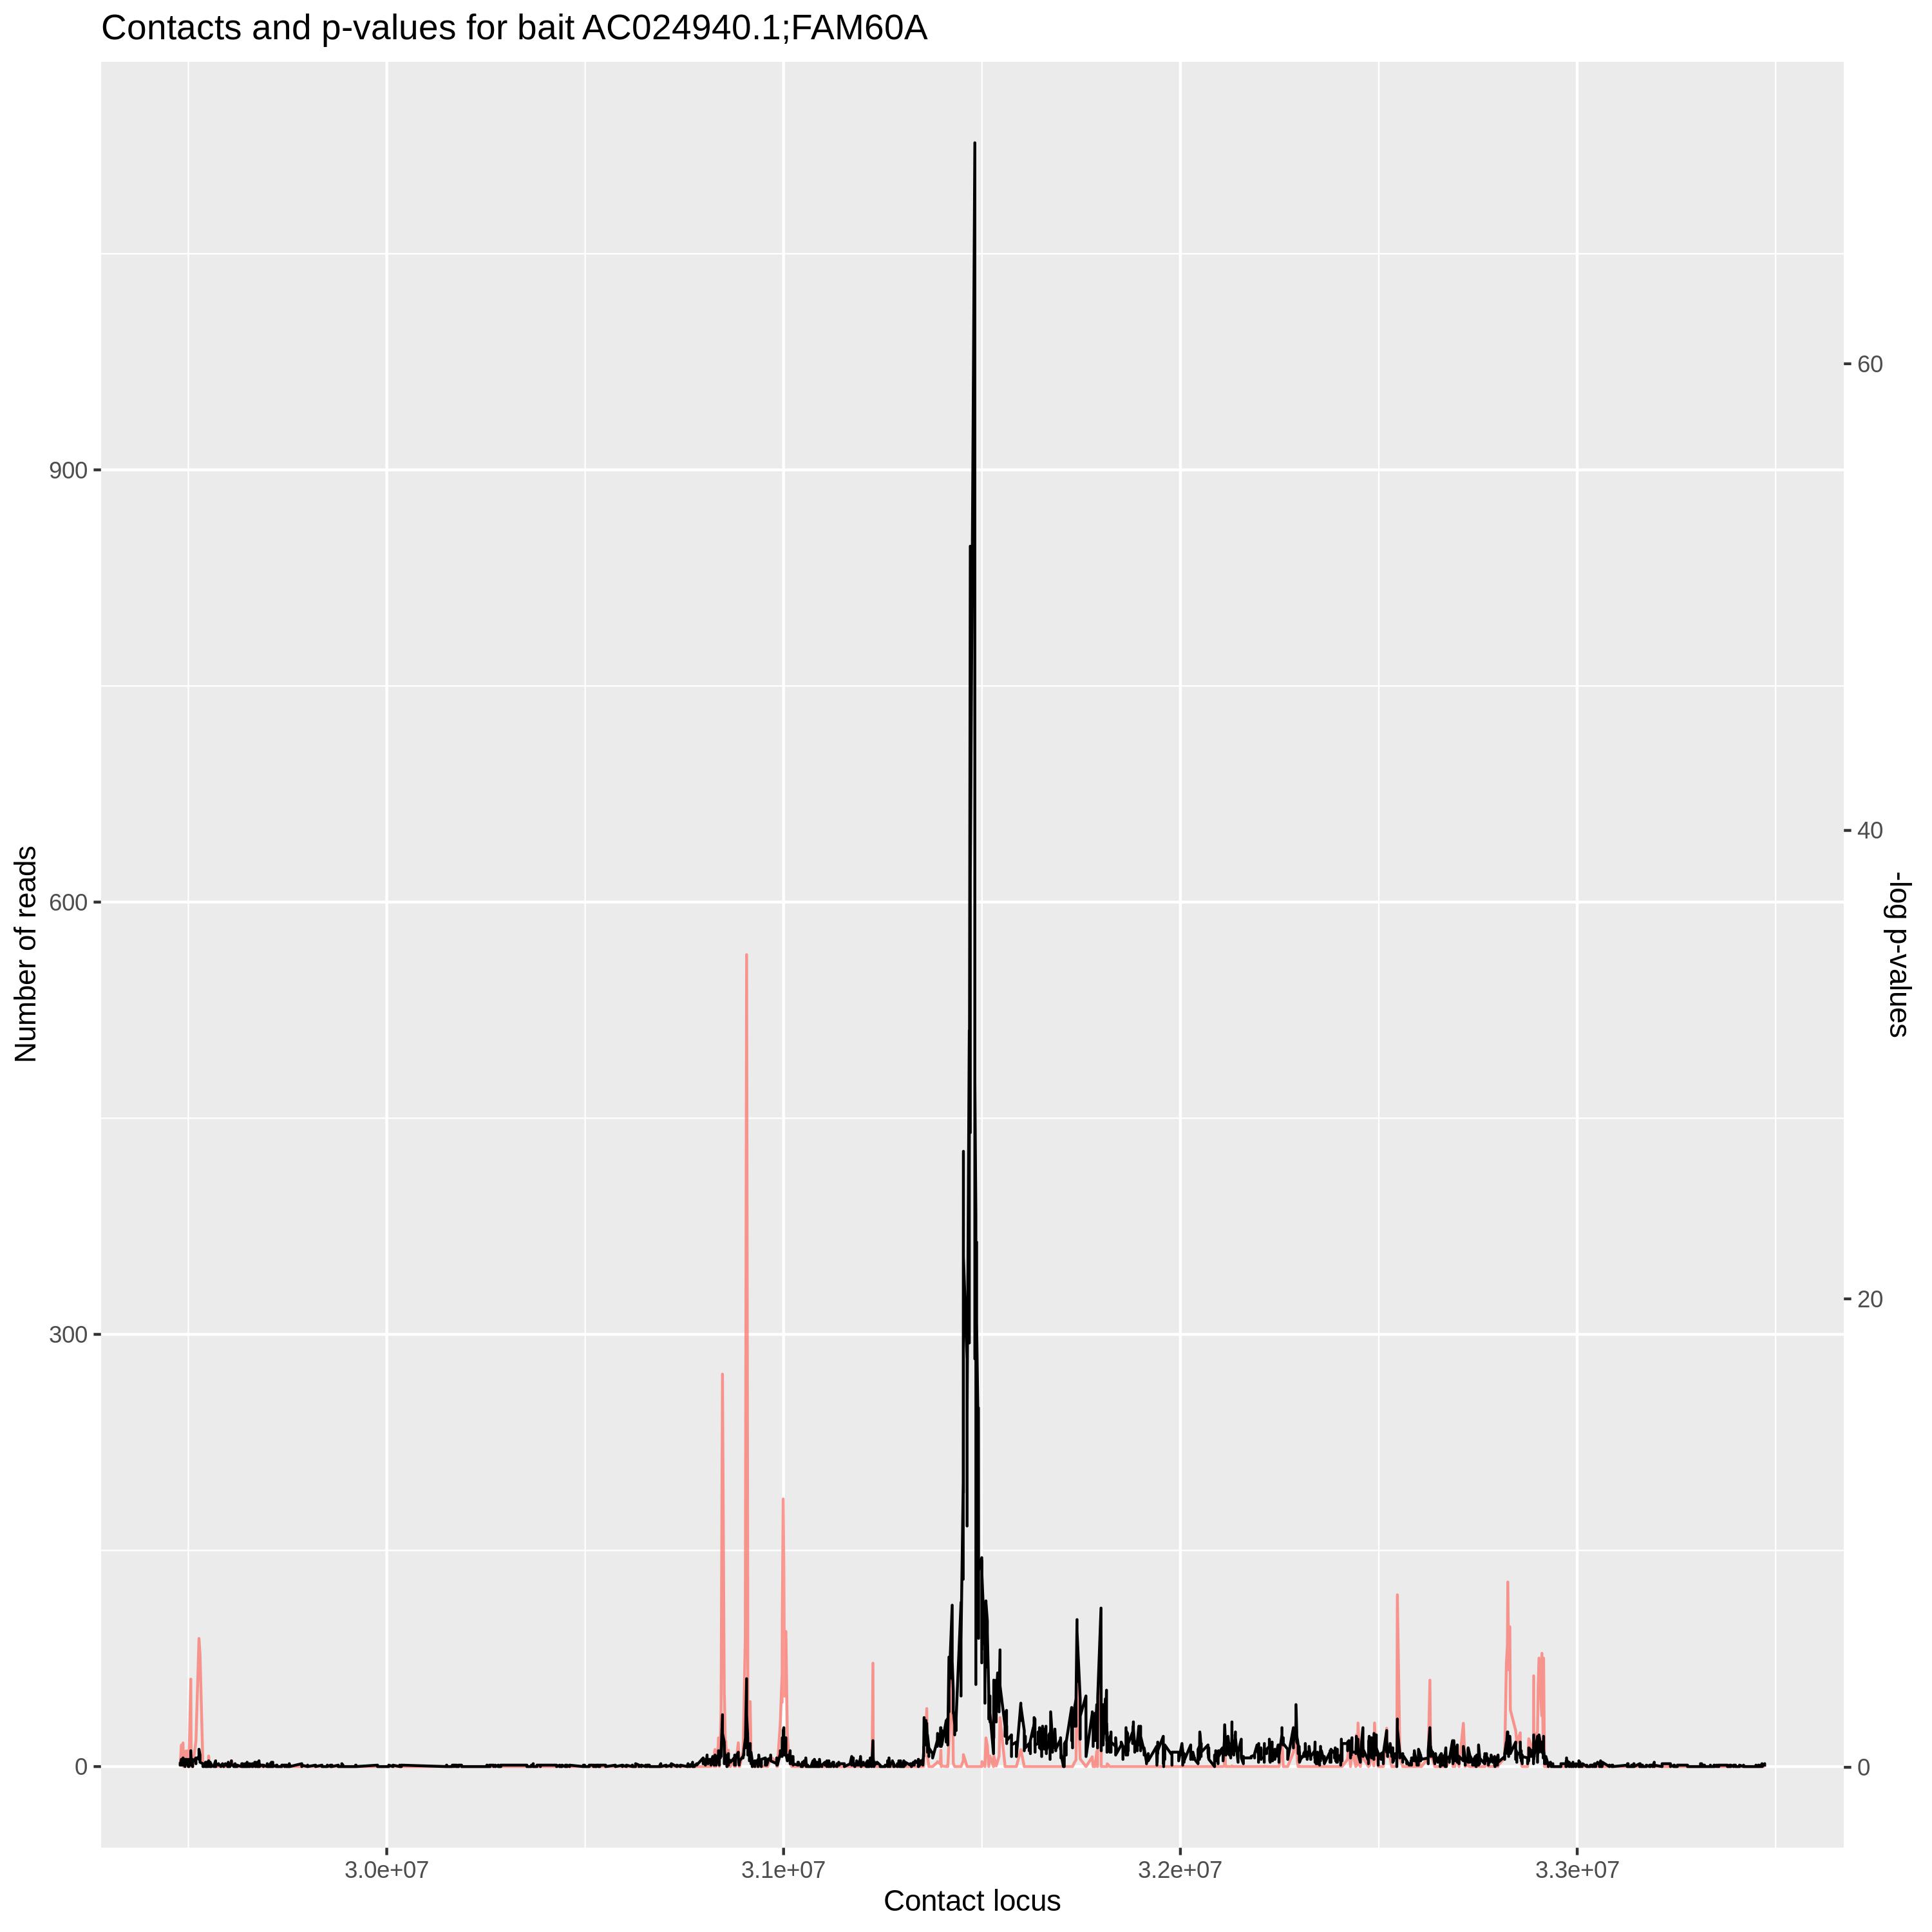 Contacts and p-values for bait AC024940.1;FAM60A
Number of reads
900
600
300
0
60
40
20
0
-log p-values
3.0e+07 3.1e+07 3.2e+07 3.3e+07
Contact locus